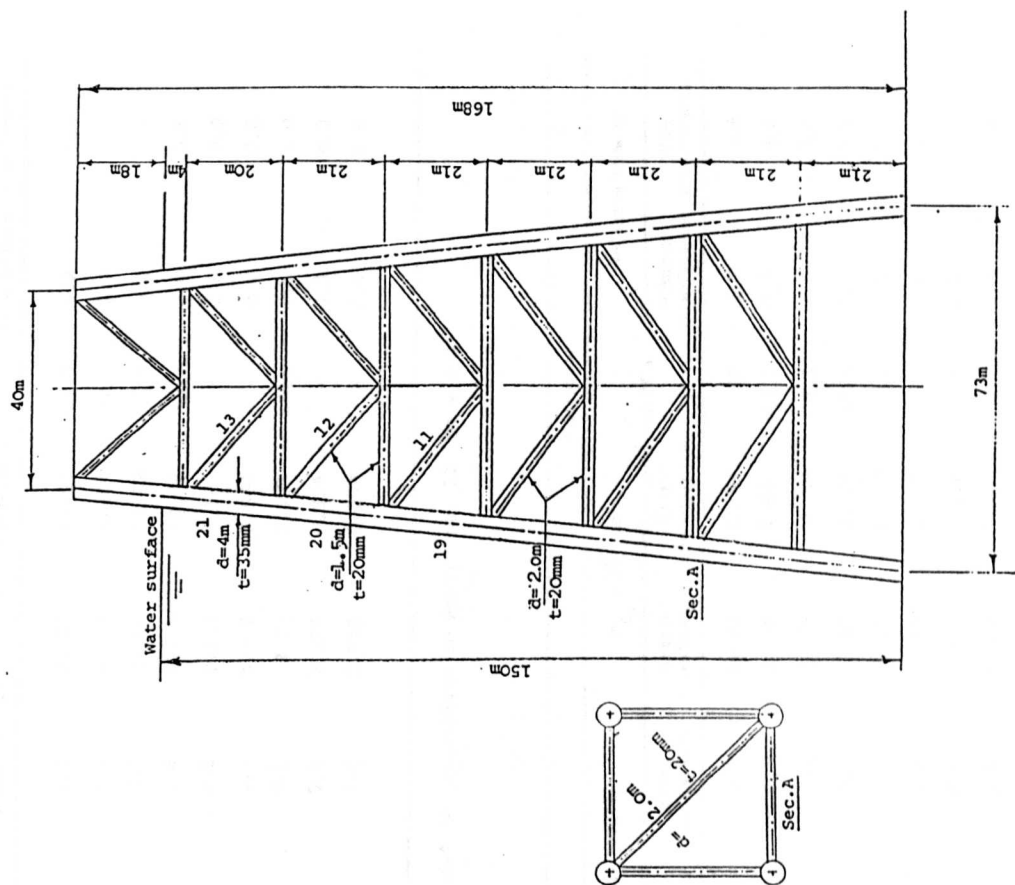 40m
168m
18m
4m
20m
21m
21m
21m
21m
21m
21m
Water surface
13
12
11
21
d=4m
t=35mm
20
d=1.5m
t=20mm
19
d=2.0m
t=20mm
Sec.A
150m
73m
d= 2.0m
t=20mm
Sec.A